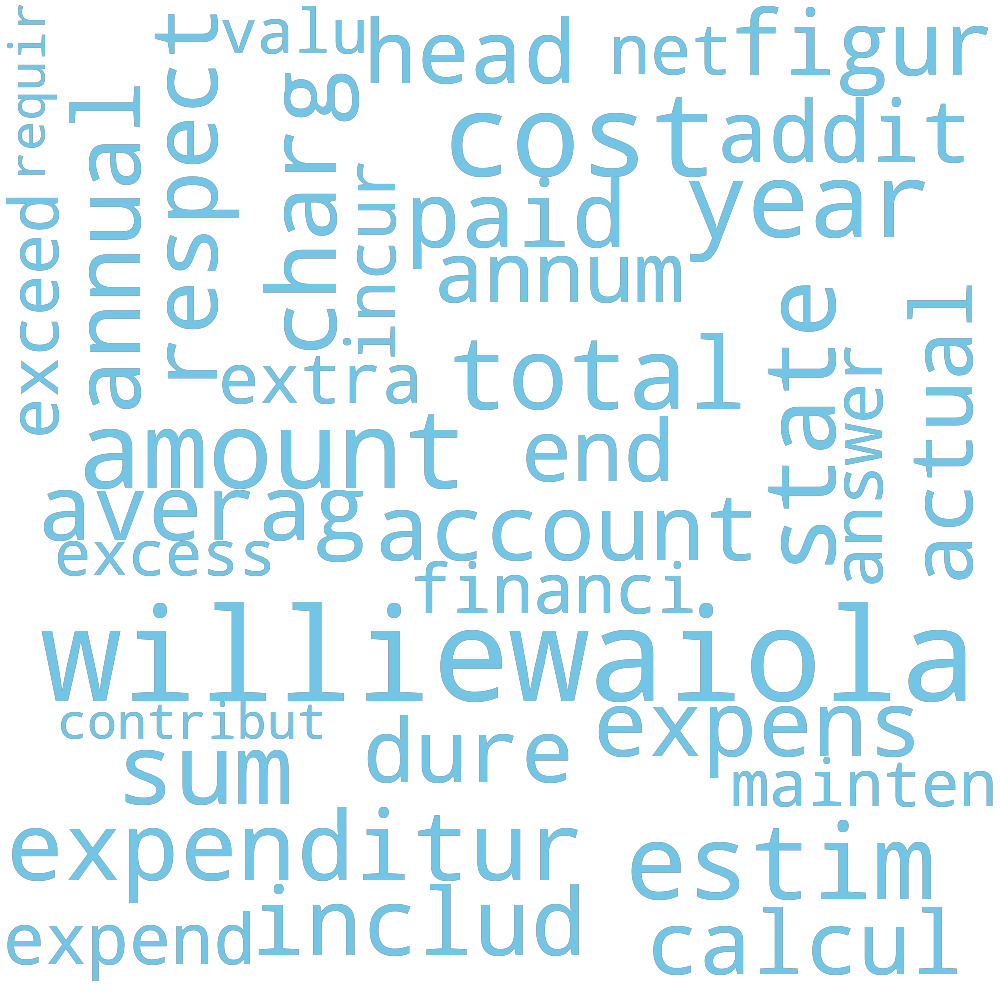 requir
respect
valu
head
net
figur
annual
charg
cost
addit
exceed
incur
paid
year
annum
extra
total
state
actual
answer
amount
end
averag
account
excess
financi
williewaiola
contribut
expens
sum
dure
mainten
expenditur
estim
expend
includ
calcul